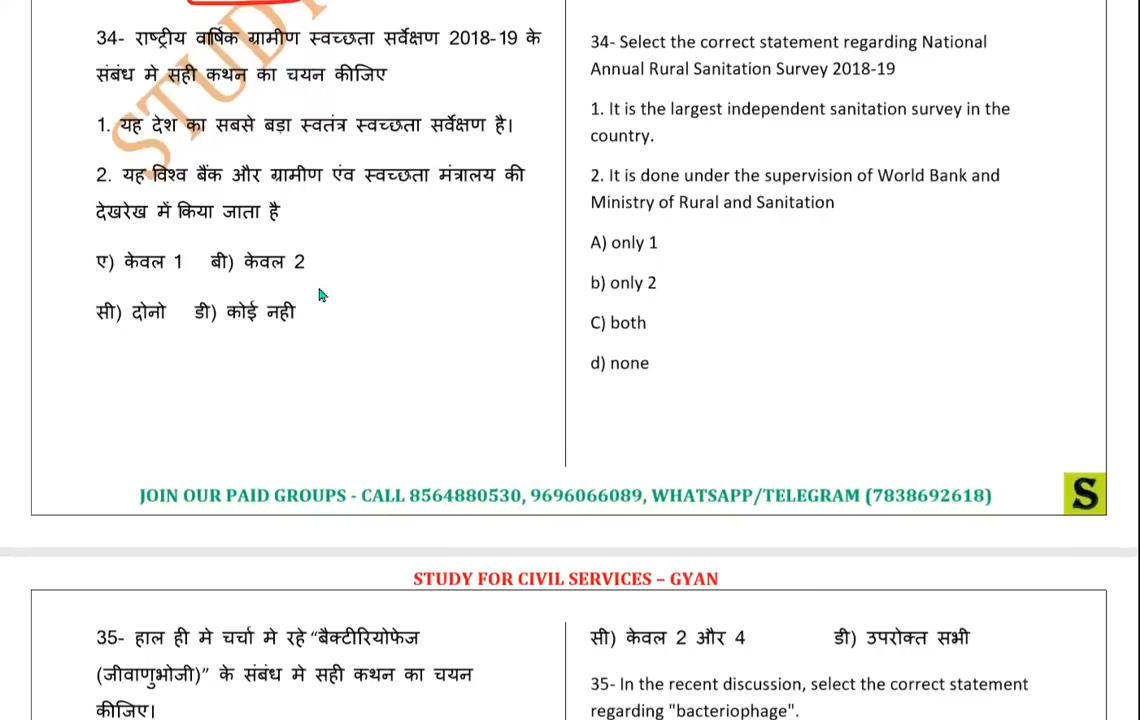 34- राष्ट्रीय वार्षिक ग्रामीण स्वच्छता सर्वेक्षण 2018-19 के
संबंध मे सही कथन का चयन कीजिए
1. यह देश का सबसे बड़ा स्वतंत्र स्वच्छता सर्वेक्षण है।
2. यह विश्व बैंक और ग्रामीण एंव स्वच्छता मंत्रालय की
देखरेख में किया जाता है
ए) केवल 1 बी) केवल 2
सी) दोनो डी) कोई नही
34- Select the correct statement regarding National
Annual Rural Sanitation Survey 2018-19
1. It is the largest independent sanitation survey in the
country.
2. It is done under the supervision of World Bank and
Ministry of Rural and Sanitation
A) only 1
b) only 2
C) both
d) none
STUDY
JOIN OUR PAID GROUPS - CALL 8564880530, 9696066089, WHATSAPP/TELEGRAM (7838692618)
S
STUDY FOR CIVIL SERVICES – GYAN
35- हाल ही मे चर्चा मे रहे “बैक्टीरियोफेज
(जीवाणुभोजी)” के संबंध मे सही कथन का चयन
कीजिए।
सी) केवल 2 और 4 डी) उपरोक्त सभी
35- In the recent discussion, select the correct statement
regarding "bacteriophage".